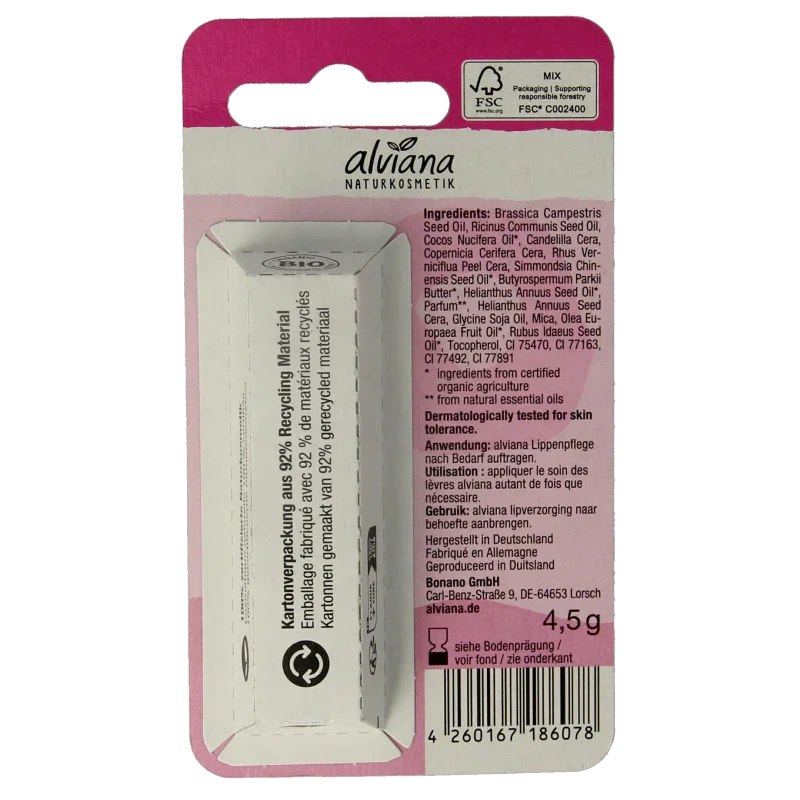 FSC®
www.fsc.org
MIX
Packaging | Supporting
responsible forestry
FSC® C002400
alviana
NATURKOSMETIK
Ingredients: Brassica Campestris
Seed Oil, Ricinus Communis Seed Oil,
Cocos Nucifera Oil*, Candelilla Cera,
Copernicia Cerifera Cera, Rhus Ver-
niciflua Peel Cera, Simmondsia Chin-
ensis Seed Oil*, Butyrospermum Parkii
Butter*, Helianthus Annuus Seed Oil*,
Parfum**, Helianthus Annuus Seed
Cera, Glycine Soja Oil, Mica, Olea Eu-
ropaea Fruit Oil*, Rubus Idaeus Seed
Oil*, Tocopherol, CI 75470, CI 77163,
CI 77492, CI 77891
* ingredients from certified
organic agriculture
** from natural essential oils
Dermatologically tested for skin
tolerance.
Anwendung: alviana Lippenpflege
nach Bedarf auftragen.
Utilisation : appliquer le soin des
lèvres alviana autant de fois que
nécessaire.
Gebruik: alviana lipverzorging naar
behoefte aanbrengen.
Hergestellt in Deutschland
Fabriqué en Allemagne
Geproduceerd in Duitsland
Bonano GmbH
Carl-Benz-Straße 9, DE-64653 Lorsch
alviana.de
4,5 g
siehe Bodenprägung /
voir fond / zie onderkant
4 260167 186078
ORGANIC
BIO
Kartonverpackung aus 92% Recycling Material
Emballage fabriqué avec 92 % de matériaux recyclés
Kartonnen gemaakt van 92% gerecycled materiaal
100% zertifizierte Naturkosmetik